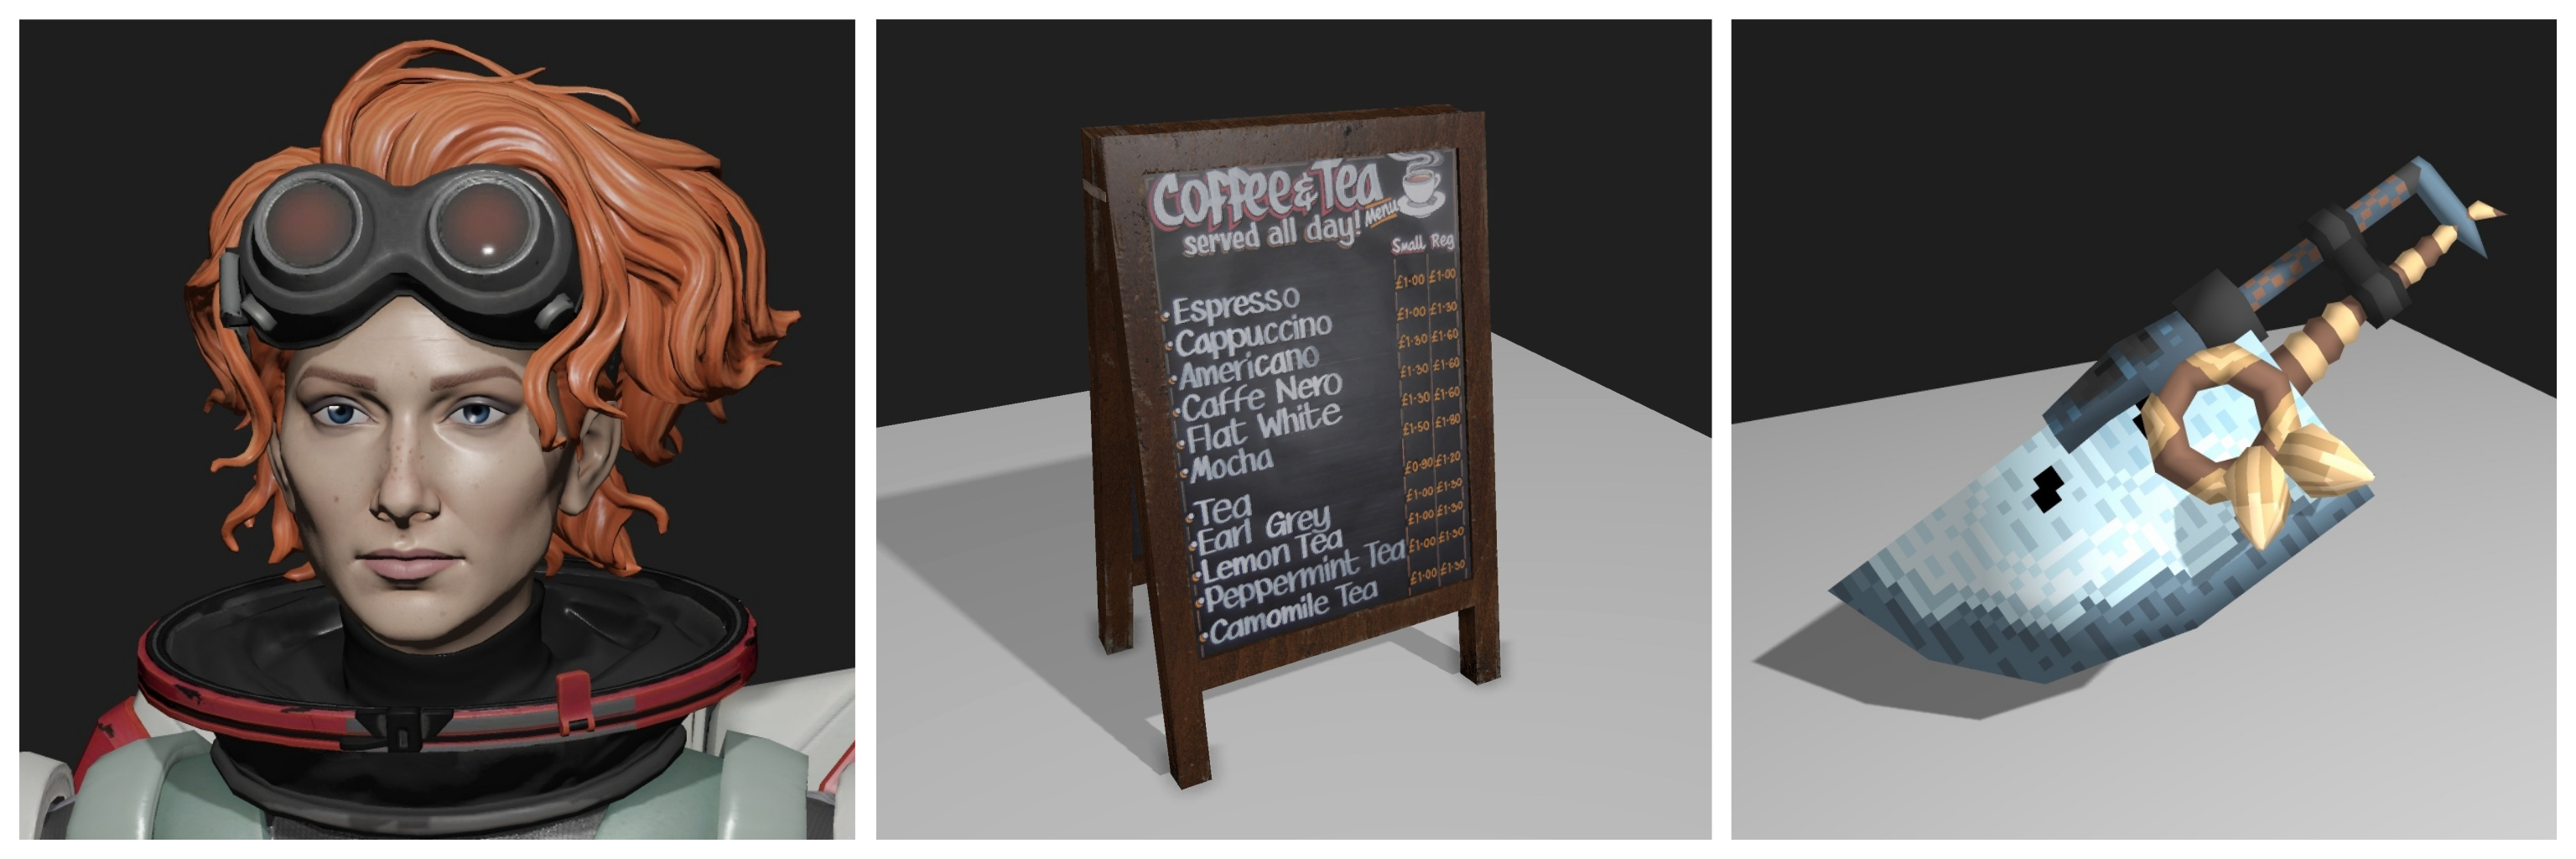 Coffee & Tea
served all day! Menu
Small Reg
£1.00 £1.00
• Espresso £1.00 £1.30
• Cappuccino £1.30 £1.60
• Americano £1.30 £1.60
• Caffe Nero £1.30 £1.60
• Flat White £1.50 £1.80
• Mocha
£0.90 £1.20
• Tea £1.00 £1.30
• Earl Grey £1.00 £1.30
• Lemon Tea £1.00 £1.30
• Peppermint Tea
• Camomile Tea £1.00 £1.30